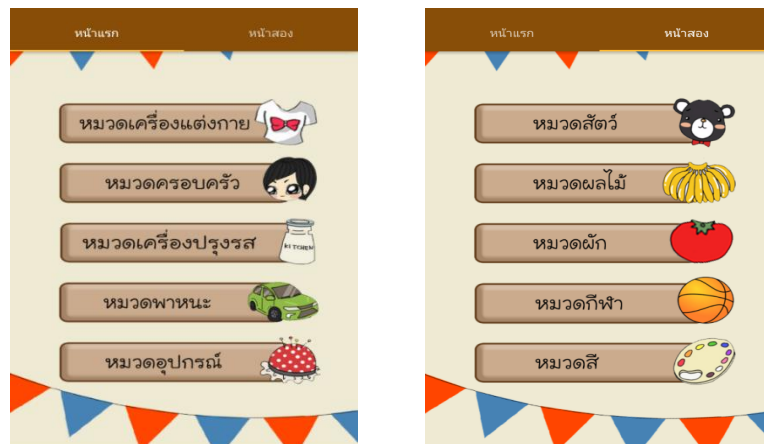 หน้าแรก หน้าสอง
หมวดเครื่องแต่งกาย
หมวดครอบครัว
หมวดเครื่องปรุงรส
KITCHEN
หมวดพาหนะ
หมวดอุปกรณ์
หน้าแรก หน้าสอง
หมวดสัตว์
หมวดผลไม้
หมวดผัก
หมวดกีฬา
หมวดสี